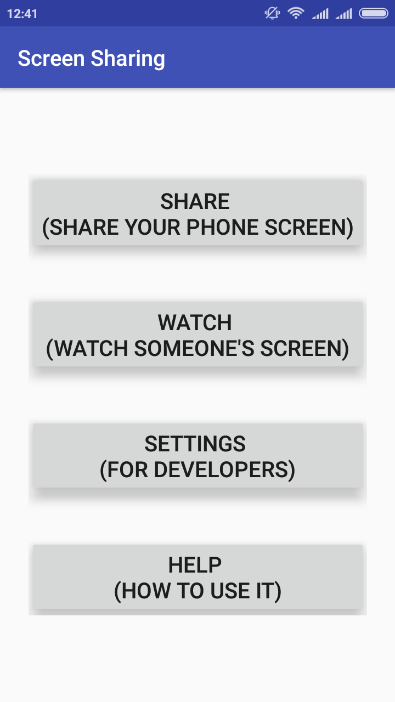 12:41
Screen Sharing
SHARE
(SHARE YOUR PHONE SCREEN)
WATCH
(WATCH SOMEONE'S SCREEN)
SETTINGS
(FOR DEVELOPERS)
HELP
(HOW TO USE IT)